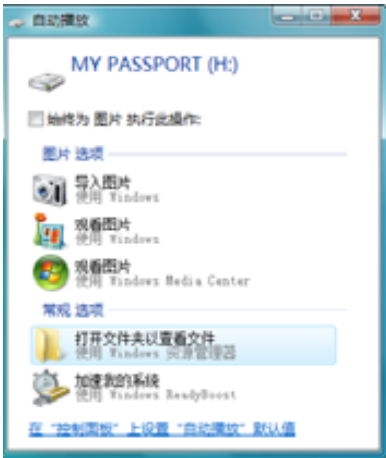 自动播放
MY PASSPORT (H:)
始终为 图片 执行此操作:
图片 选项
导入图片
使用 Windows
观看图片
使用 Windows
观看图片
使用 Windows Media Center
常规 选项
打开文件夹以查看文件
使用 Windows 资源管理器
加速我的系统
使用 Windows ReadyBoost
在“控制面板”上设置“自动播放”默认值